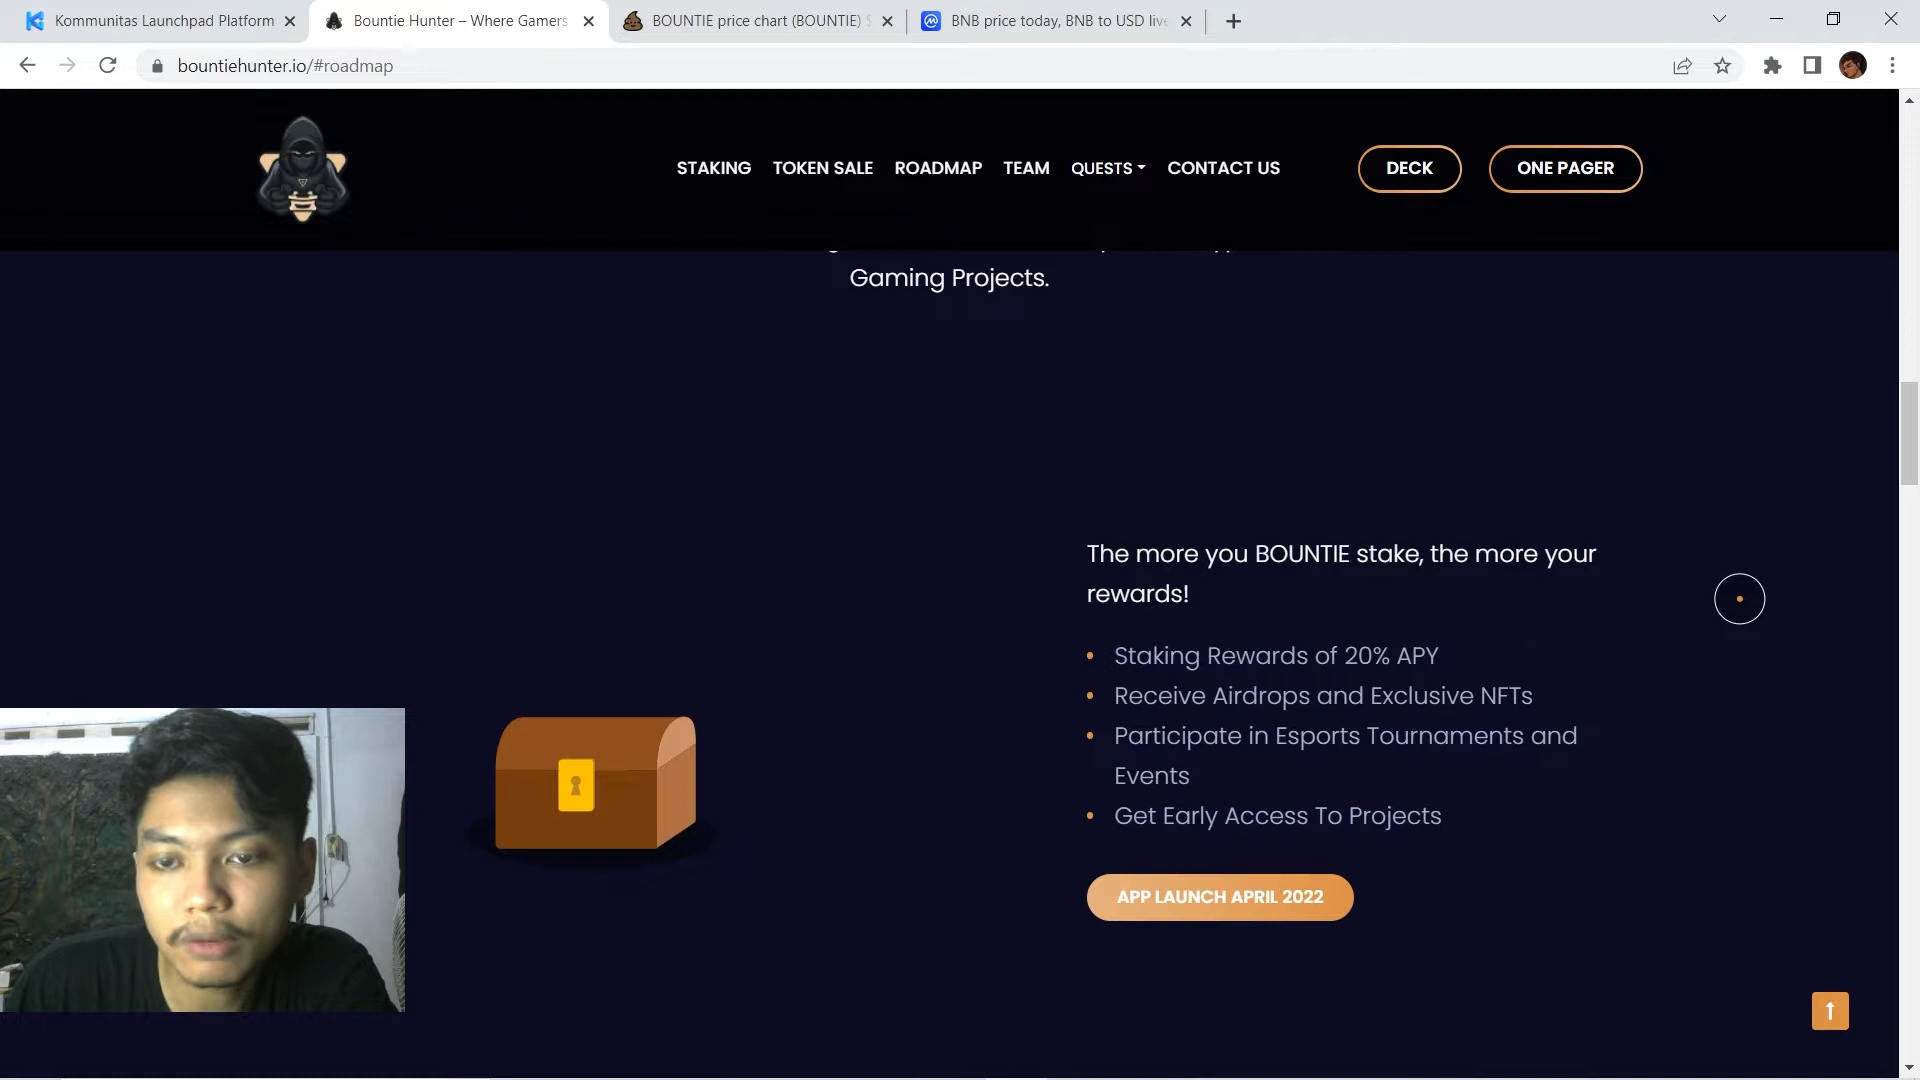 Kommunitas Launchpad Platform
Bountie Hunter – Where Gamers
BOUNTIE price chart (BOUNTIE)
BNB price today, BNB to USD live
bountiehunter.io/#roadmap
STAKING
TOKEN SALE
ROADMAP
TEAM
QUESTS
CONTACT US
DECK
ONE PAGER
Gaming Projects.
The more you BOUNTIE stake, the more your
rewards!
Staking Rewards of 20% APY
Receive Airdrops and Exclusive NFTs
Participate in Esports Tournaments and
Events
Get Early Access To Projects
APP LAUNCH APRIL 2022